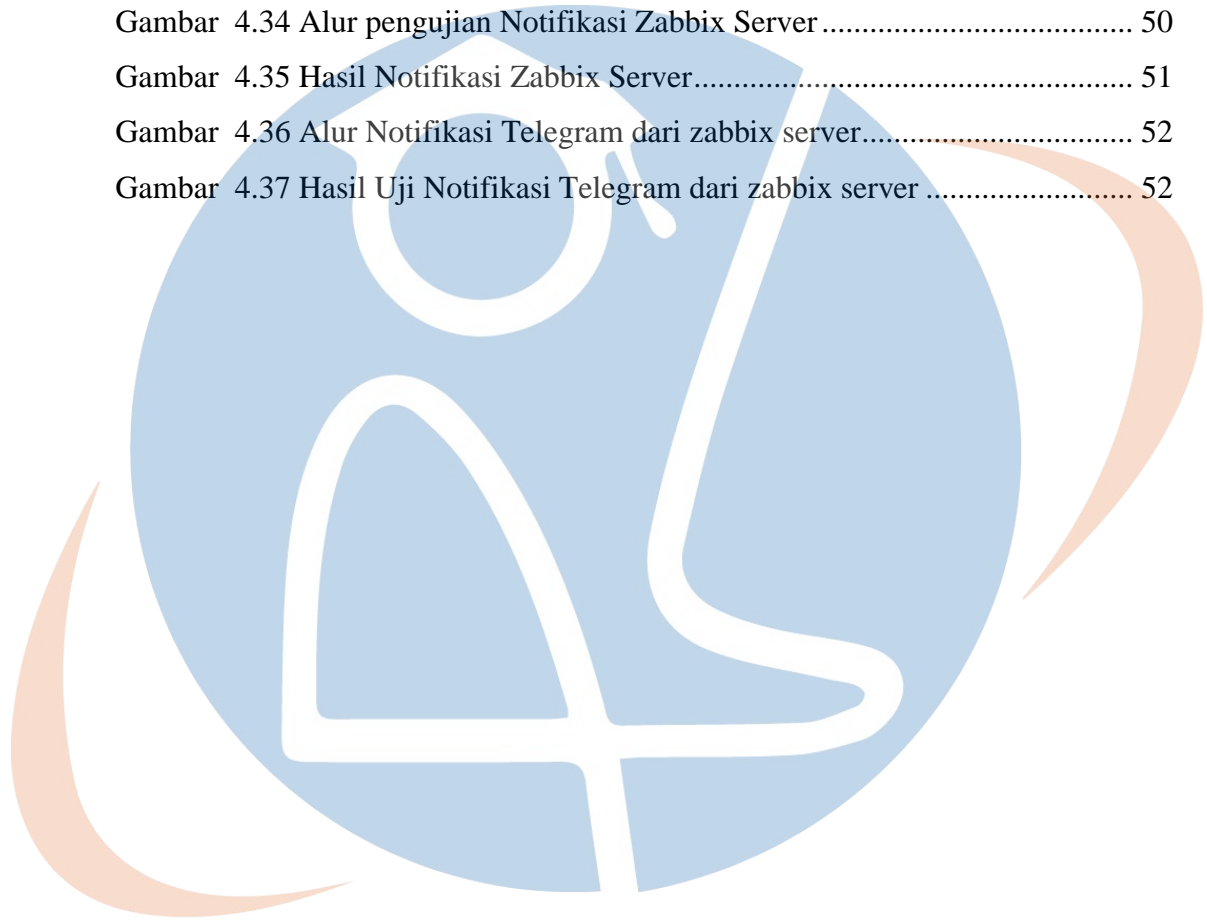 Gambar  4.34 Alur pengujian Notifikasi Zabbix Server ...................................... 50
Gambar  4.35 Hasil Notifikasi Zabbix Server ...................................................... 51
Gambar  4.36 Alur Notifikasi Telegram dari zabbix server ................................. 52
Gambar  4.37 Hasil Uji Notifikasi Telegram dari zabbix server ......................... 52